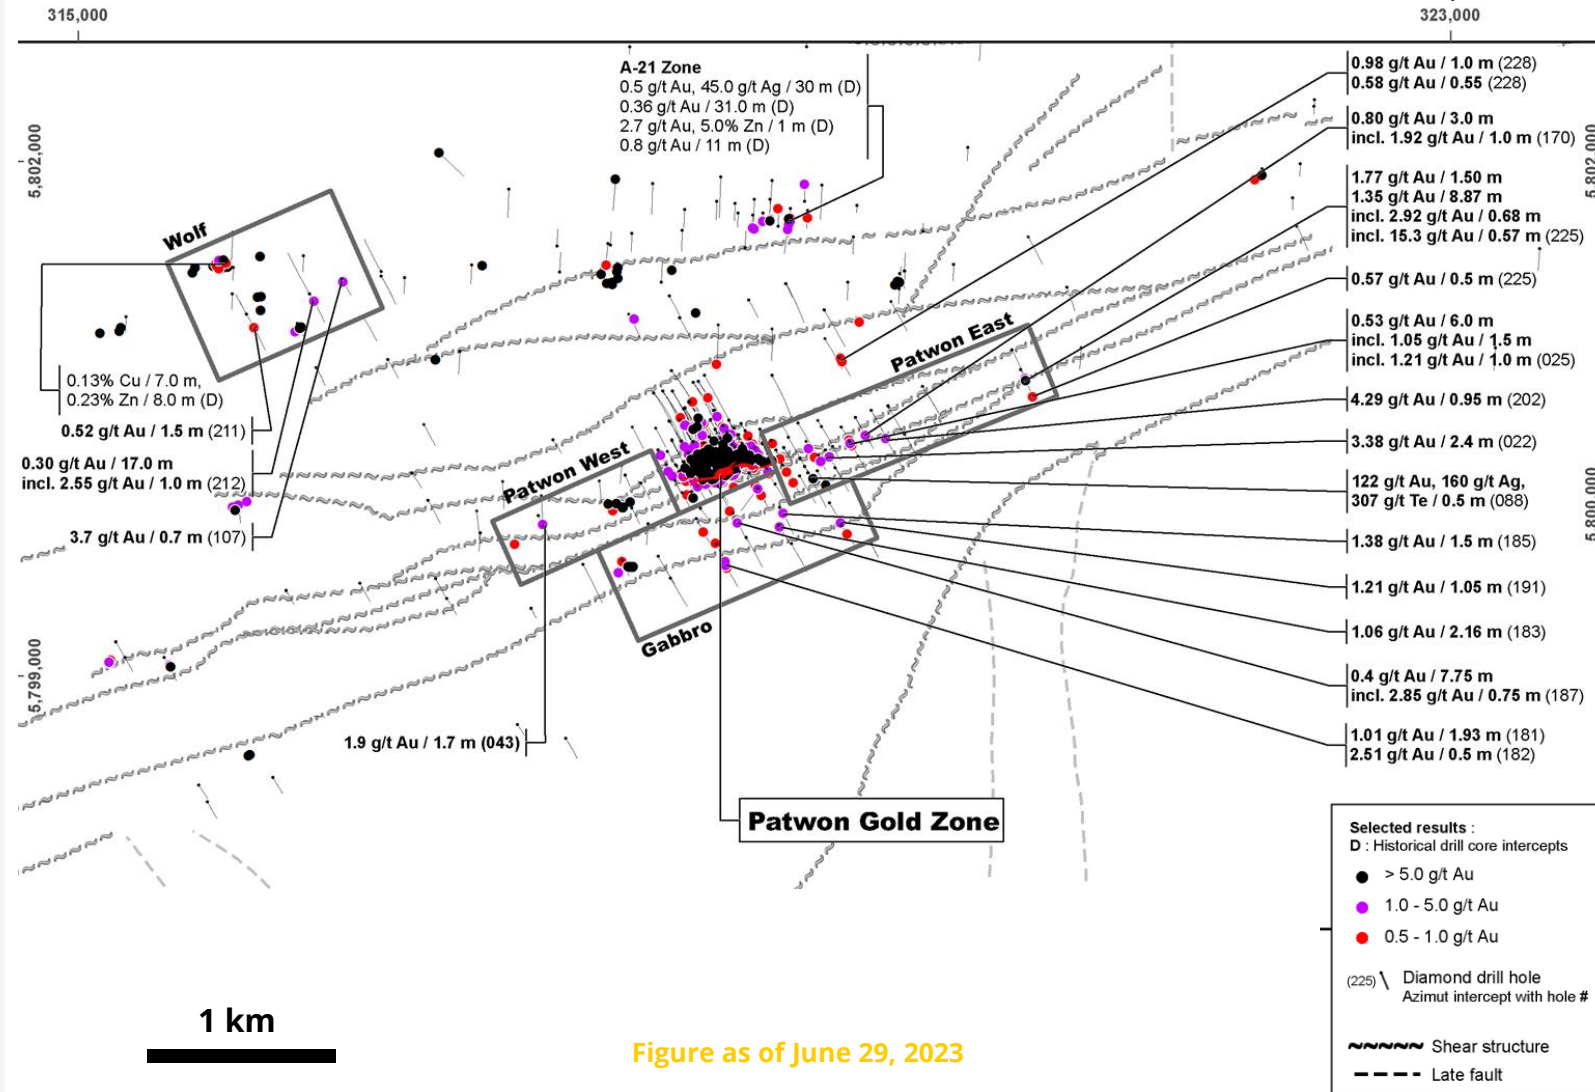 315,000
323,000
5,802,000
5,802,000
5,800,000
5,799,000
A-21 Zone
0.5 g/t Au, 45.0 g/t Ag / 30 m (D)
0.36 g/t Au / 31.0 m (D)
2.7 g/t Au, 5.0% Zn / 1 m (D)
0.8 g/t Au / 11 m (D)
0.98 g/t Au / 1.0 m (228)
0.58 g/t Au / 0.55 (228)
0.80 g/t Au / 3.0 m
incl. 1.92 g/t Au / 1.0 m (170)
1.77 g/t Au / 1.50 m
1.35 g/t Au / 8.87 m
incl. 2.92 g/t Au / 0.68 m
incl. 15.3 g/t Au / 0.57 m (225)
0.57 g/t Au / 0.5 m (225)
0.53 g/t Au / 6.0 m
incl. 1.05 g/t Au / 1.5 m
incl. 1.21 g/t Au / 1.0 m (025)
4.29 g/t Au / 0.95 m (202)
3.38 g/t Au / 2.4 m (022)
122 g/t Au, 160 g/t Ag,
307 g/t Te / 0.5 m (088)
1.38 g/t Au / 1.5 m (185)
1.21 g/t Au / 1.05 m (191)
1.06 g/t Au / 2.16 m (183)
0.4 g/t Au / 7.75 m
incl. 2.85 g/t Au / 0.75 m (187)
1.01 g/t Au / 1.93 m (181)
2.51 g/t Au / 0.5 m (182)
Wolf
0.13% Cu / 7.0 m,
0.23% Zn / 8.0 m (D)
0.52 g/t Au / 1.5 m (211)
0.30 g/t Au / 17.0 m
incl. 2.55 g/t Au / 1.0 m (212)
3.7 g/t Au / 0.7 m (107)
Patwon East
Patwon West
Gabbro
1.9 g/t Au / 1.7 m (043)
Patwon Gold Zone
Selected results :
D : Historical drill core intercepts
> 5.0 g/t Au
1.0 - 5.0 g/t Au
0.5 - 1.0 g/t Au
(225) Diamond drill hole
Azimut intercept with hole #
Shear structure
Late fault
1 km
Figure as of June 29, 2023